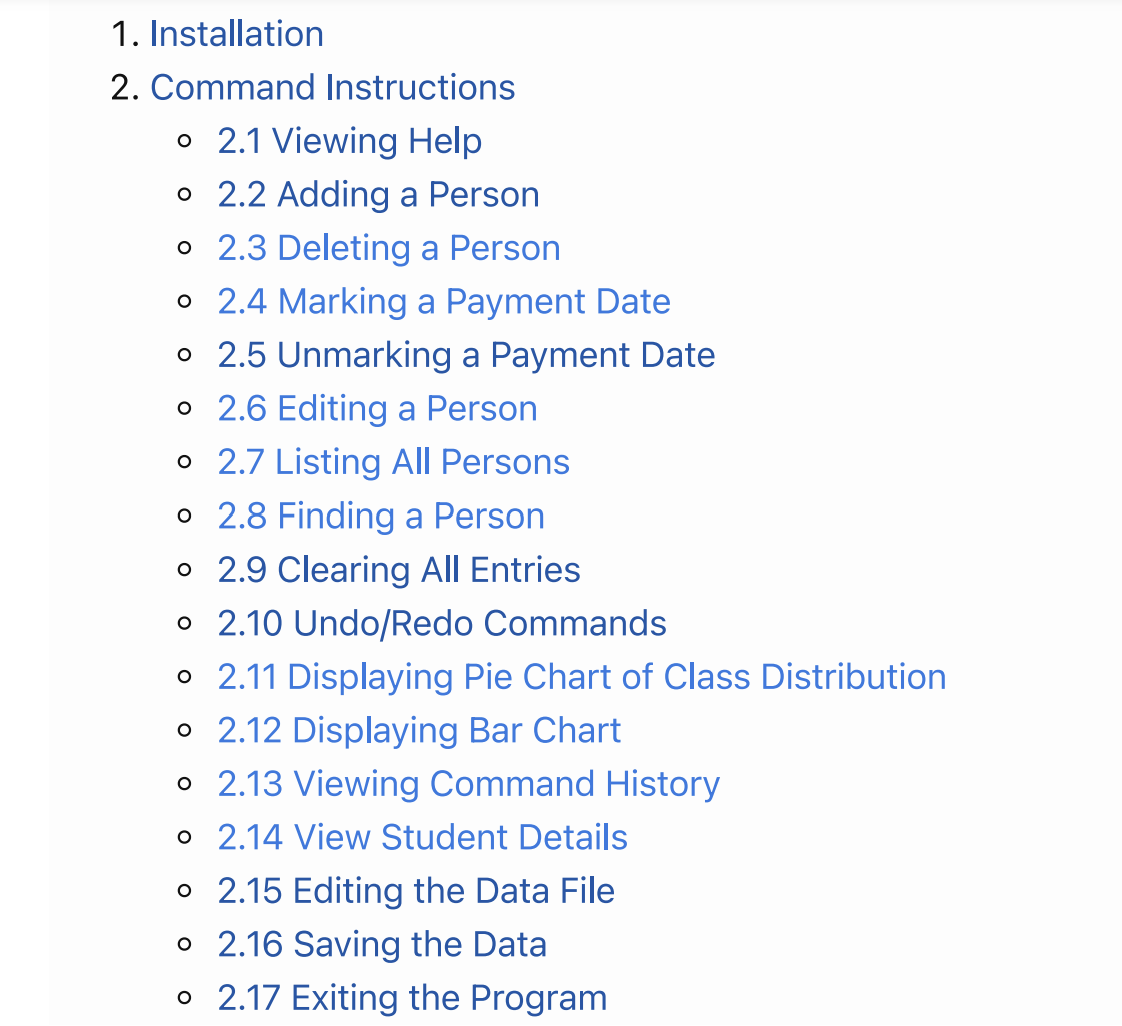 1. Installation
2. Command Instructions
2.1 Viewing Help
2.2 Adding a Person
2.3 Deleting a Person
2.4 Marking a Payment Date
2.5 Unmarking a Payment Date
2.6 Editing a Person
2.7 Listing All Persons
2.8 Finding a Person
2.9 Clearing All Entries
2.10 Undo/Redo Commands
2.11 Displaying Pie Chart of Class Distribution
2.12 Displaying Bar Chart
2.13 Viewing Command History
2.14 View Student Details
2.15 Editing the Data File
2.16 Saving the Data
2.17 Exiting the Program